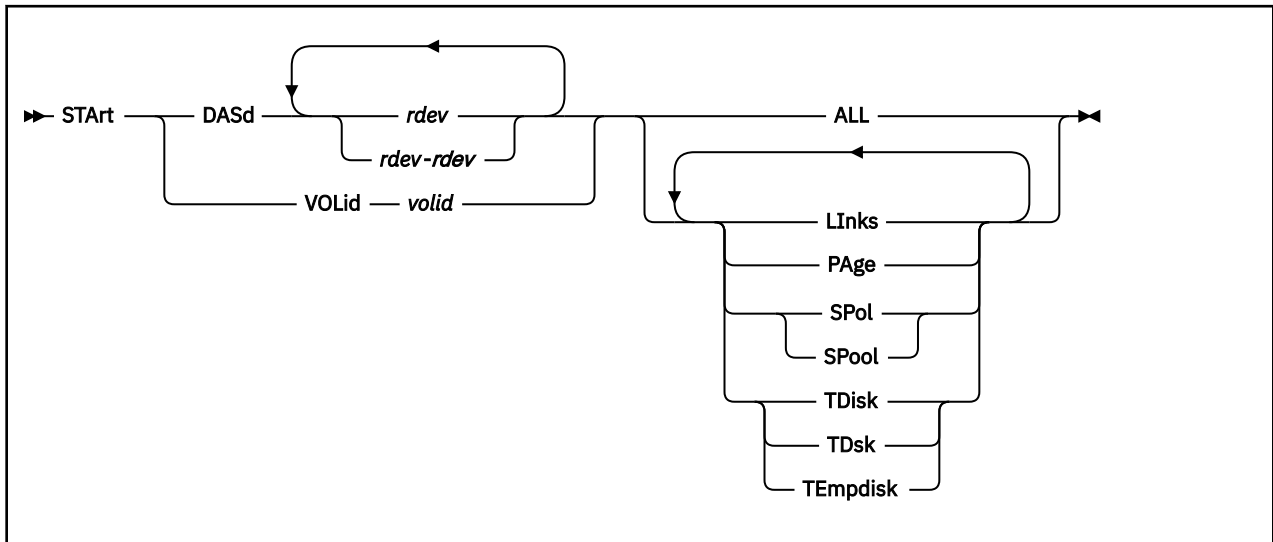 STArt DASd rdev ALL
rdev-rdev
VOLid volid
LInks
PAge
SPol
SPool
TDisk
TDsk
TEmpdisk